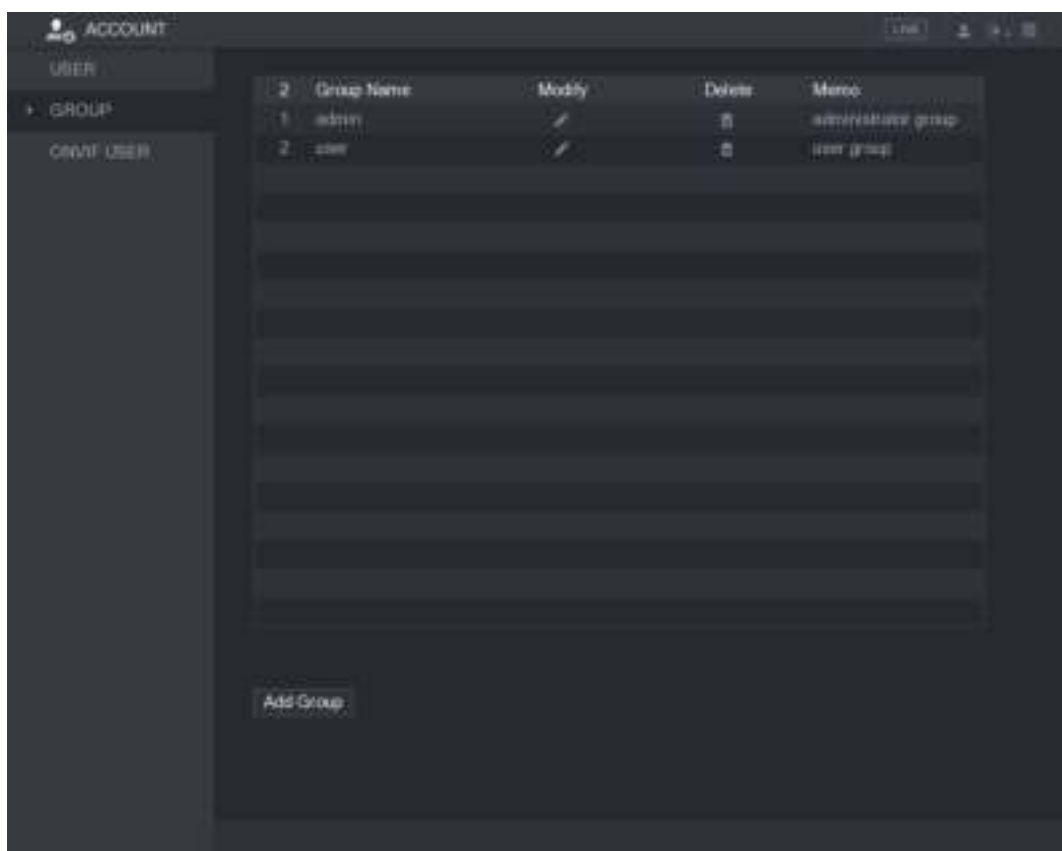 ACCOUNT
LIVE
USER
GROUP
ONVIF USER
2 Group Name Modify Delete Memo
1 admin administrator group
2 user user group
Add Group